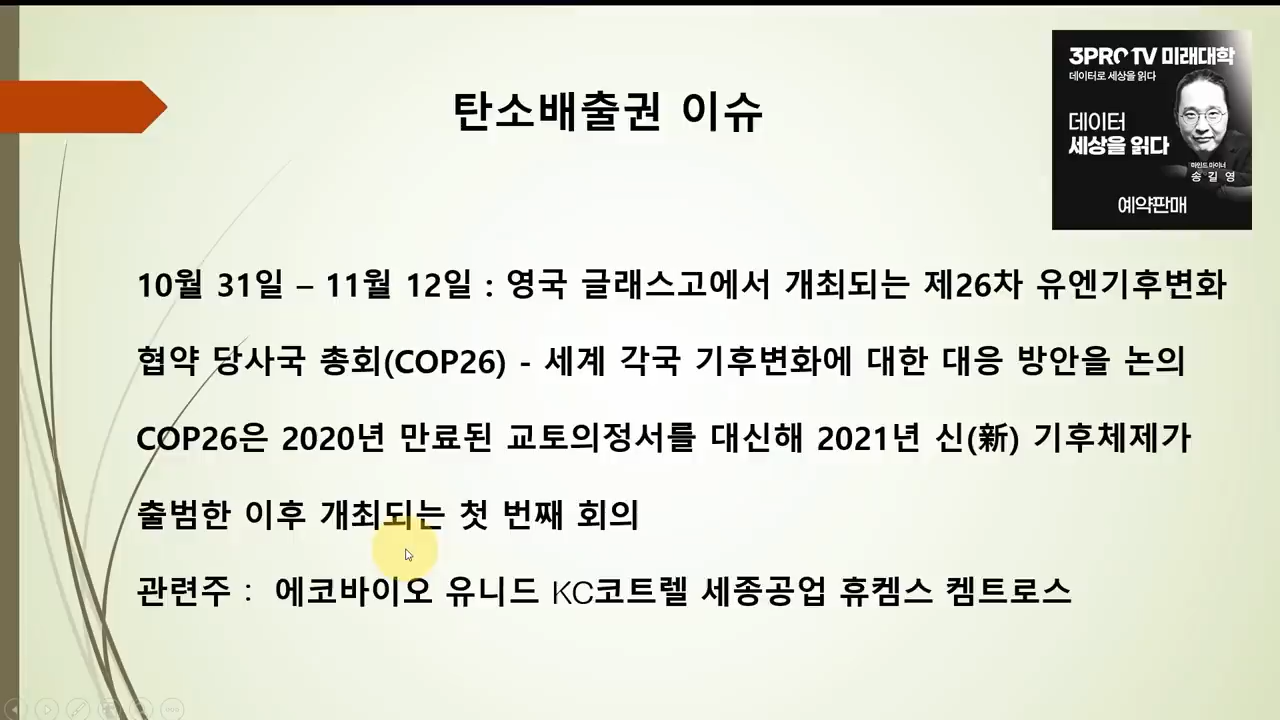 탄소배출권 이슈
3PRO TV 미래대학
데이터로 세상을 읽다
데이터
세상을 읽다
마인드 마이너
송길영
예약판매
10월 31일 – 11월 12일 : 영국 글래스고에서 개최되는 제26차 유엔기후변화
협약 당사국 총회(COP26) - 세계 각국 기후변화에 대한 대응 방안을 논의
COP26은 2020년 만료된 교토의정서를 대신해 2021년 신(新) 기후체제가
출범한 이후 개최되는 첫 번째 회의
관련주 : 에코바이오 유니드 KC코트렐 세종공업 휴켐스 켐트로스